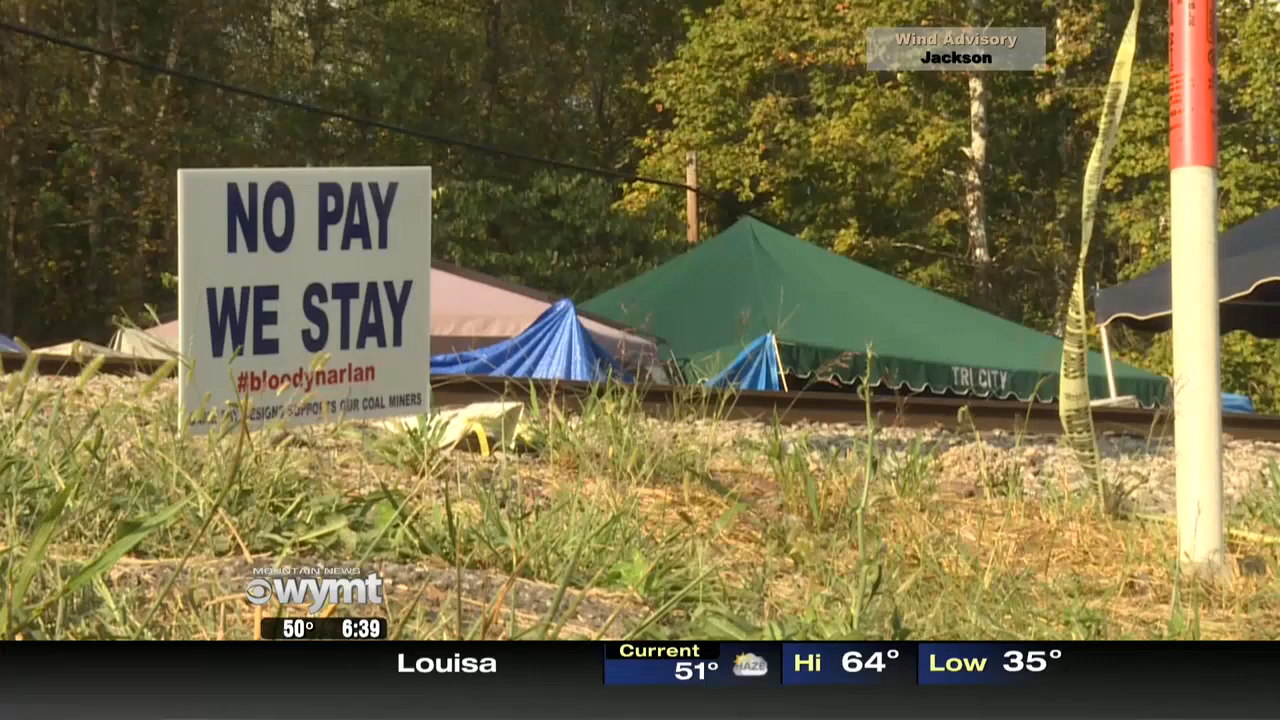 Wind Advisory
Jackson
NO PAY
WE STAY
#bloodyharlan
DESIGNS SUPPORTS OUR COAL MINERS
TRI CITY
MOUNTAIN NEWS
wymt
50° 6:39
Louisa
Current
51°
HAZE
Hi 64°
Low 35°